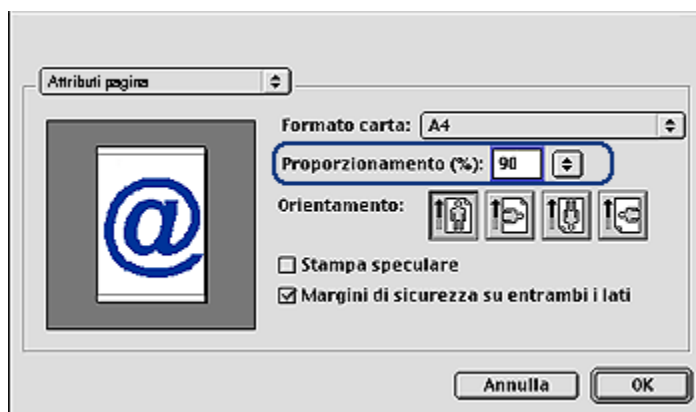 Attributi pagina
Formato carta: A4
Proporzionamento (%): 90
Orientamento:
@
Stampa speculare
Margini di sicurezza su entrambi i lati
Annulla OK